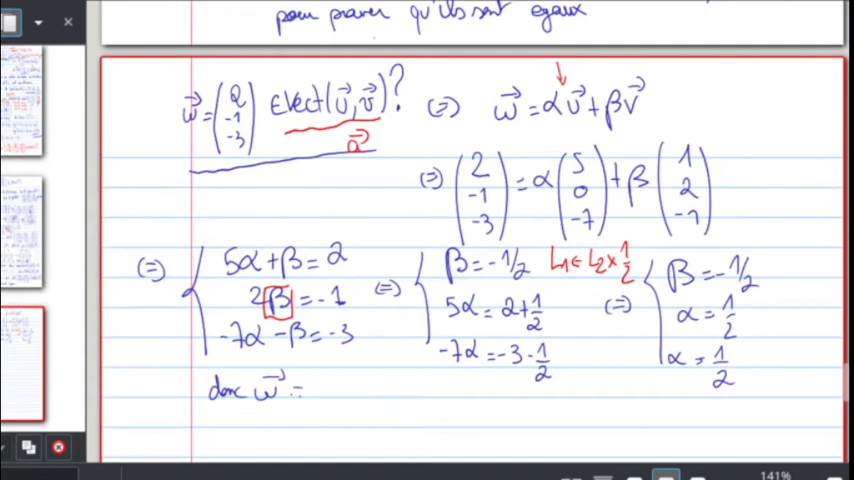 pour prouver qu'ils sont egaux
w⃗ = (2 -1 -3) ∈ Vect(u⃗, v⃗)? ⇔ w⃗ = αu⃗ + βv⃗
a⃗
⇔ (2 -1 -3) = α (5 0 -7) + β (1 2 -1)
⇔ { 5α + β = 2 ⇔ { β = -1/2 L₁ ← L₂ × 1/2 ⇔ { β = -1/2
2β = -1 5α = 2 + 1/2 α = 1/2
-7α - β = -3 -7α = -3 - 1/2 α = 1/2
donc w⃗ =
141%